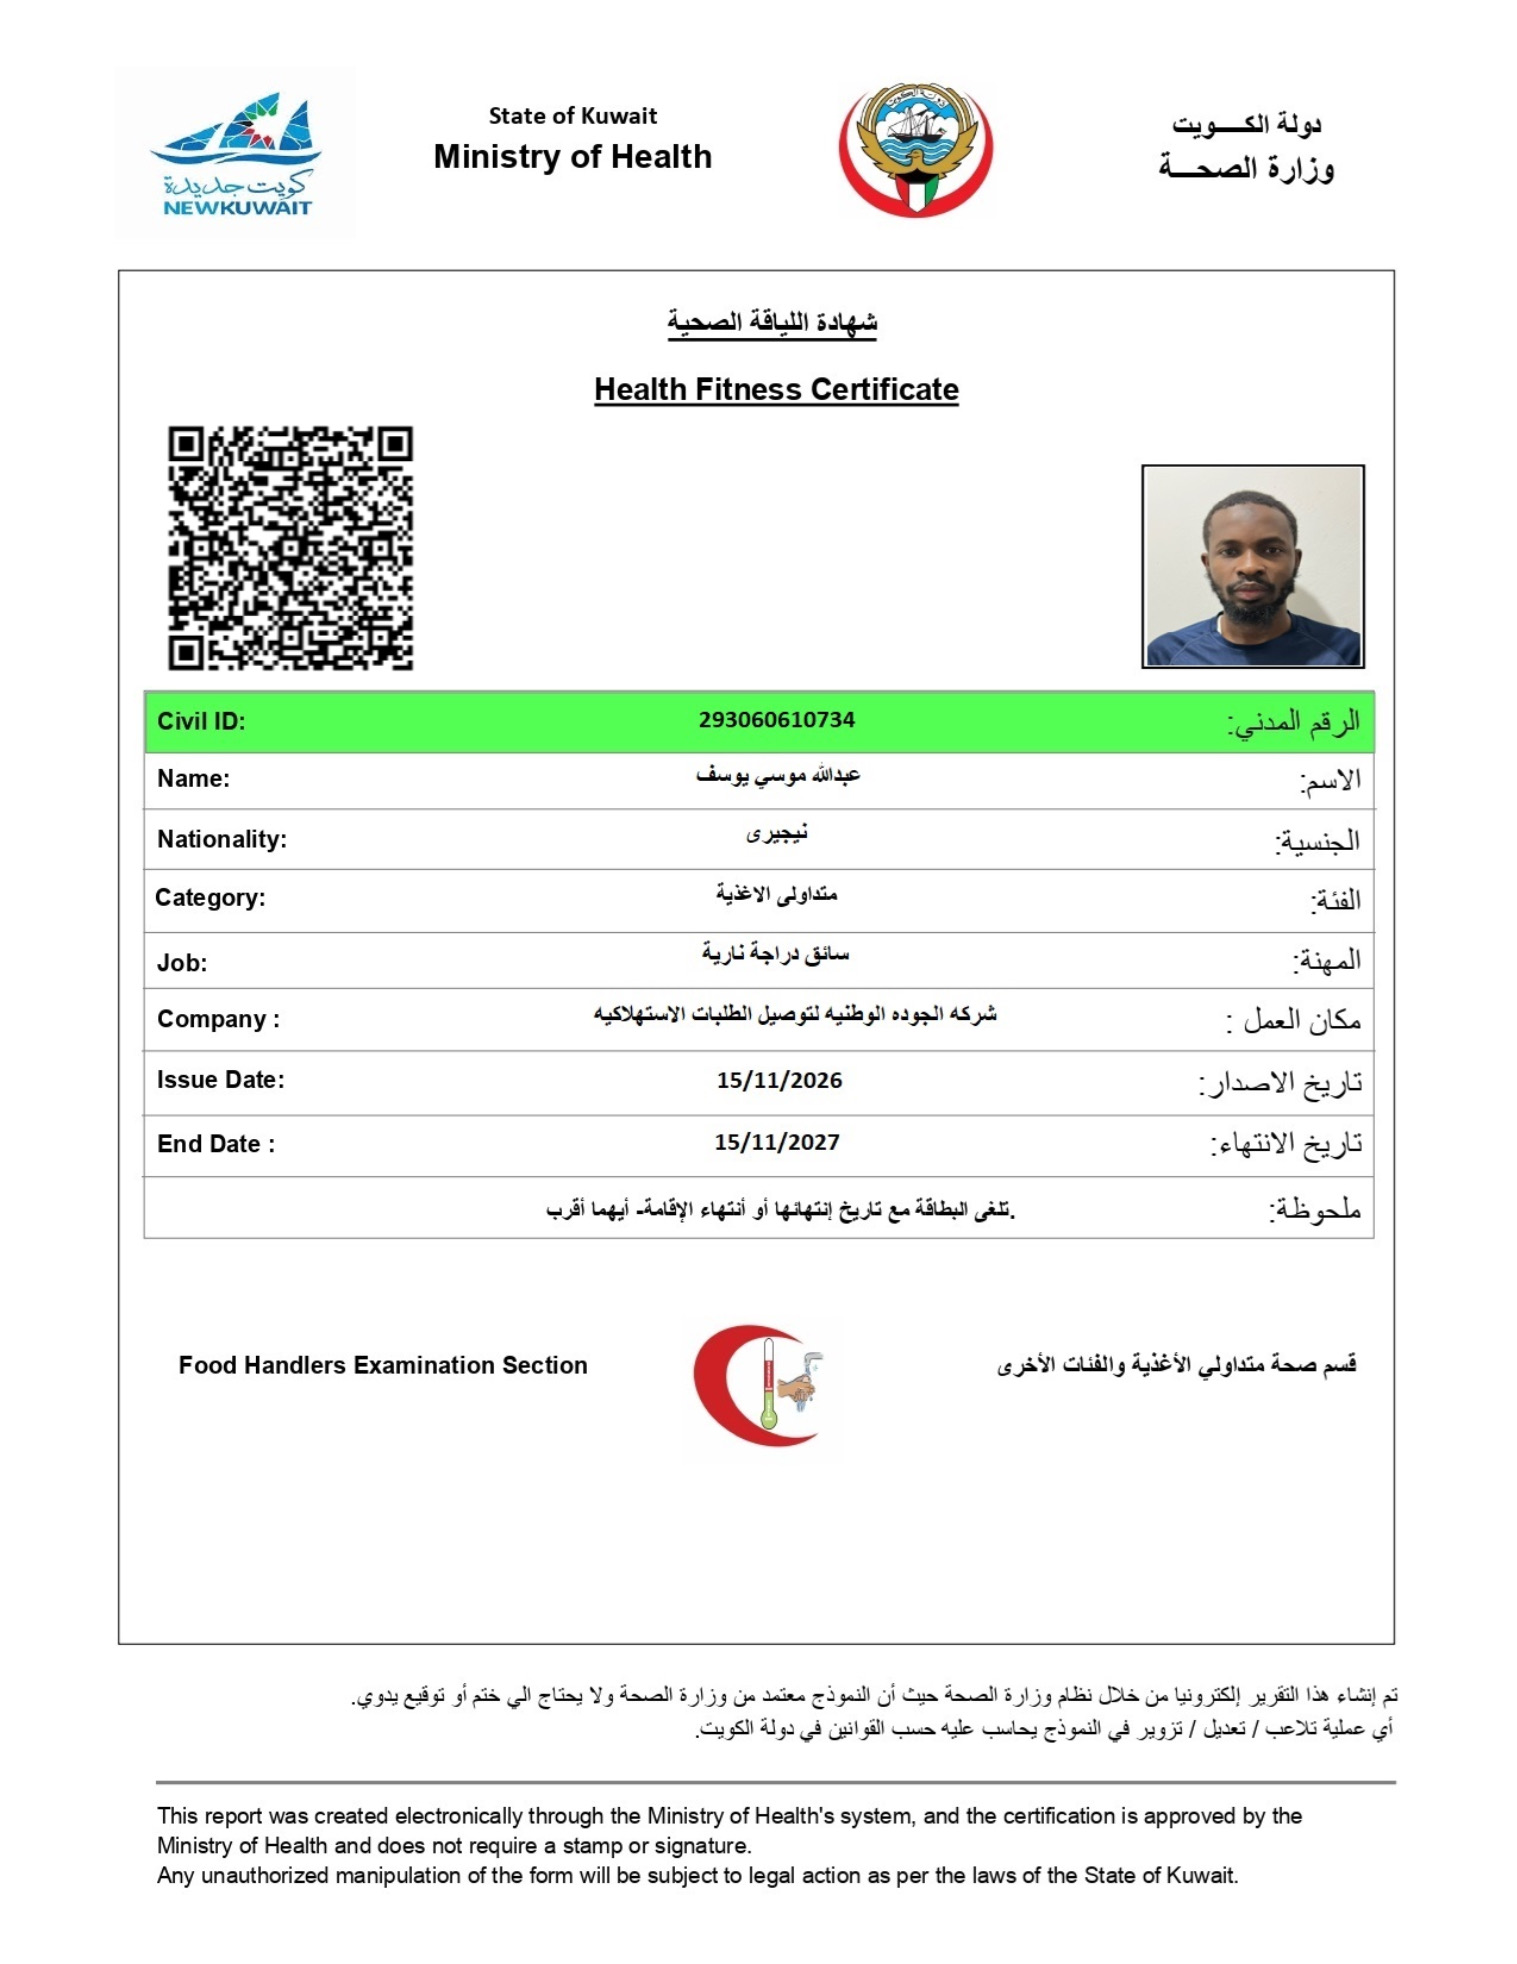 كويت جديدة
NEWKUWAIT
State of Kuwait
Ministry of Health
دولة الكـــويت
وزارة الصحـــة
شهادة اللياقة الصحية
Health Fitness Certificate
Civil ID: 293060610734 الرقم المدني:
Name: عبدالله موسي يوسف الاسم:
Nationality: نيجيرى الجنسية:
Category: متداولى الاغذية الفئة:
Job: سائق دراجة نارية المهنة:
Company : شركه الجوده الوطنيه لتوصيل الطلبات الاستهلاكيه مكان العمل :
Issue Date: 15/11/2026 تاريخ الاصدار:
End Date : 15/11/2027 تاريخ الانتهاء:
ملحوظة: تلغى البطاقة مع تاريخ إنتهائها أو أنتهاء الإقامة- أيهما أقرب.
Food Handlers Examination Section
قسم صحة متداولي الأغذية والفئات الأخرى
تم إنشاء هذا التقرير إلكترونيا من خلال نظام وزارة الصحة حيث أن النموذج معتمد من وزارة الصحة ولا يحتاج الي ختم أو توقيع يدوي.
أي عملية تلاعب / تعديل / تزوير في النموذج يحاسب عليه حسب القوانين في دولة الكويت.
This report was created electronically through the Ministry of Health's system, and the certification is approved by the
Ministry of Health and does not require a stamp or signature.
Any unauthorized manipulation of the form will be subject to legal action as per the laws of the State of Kuwait.